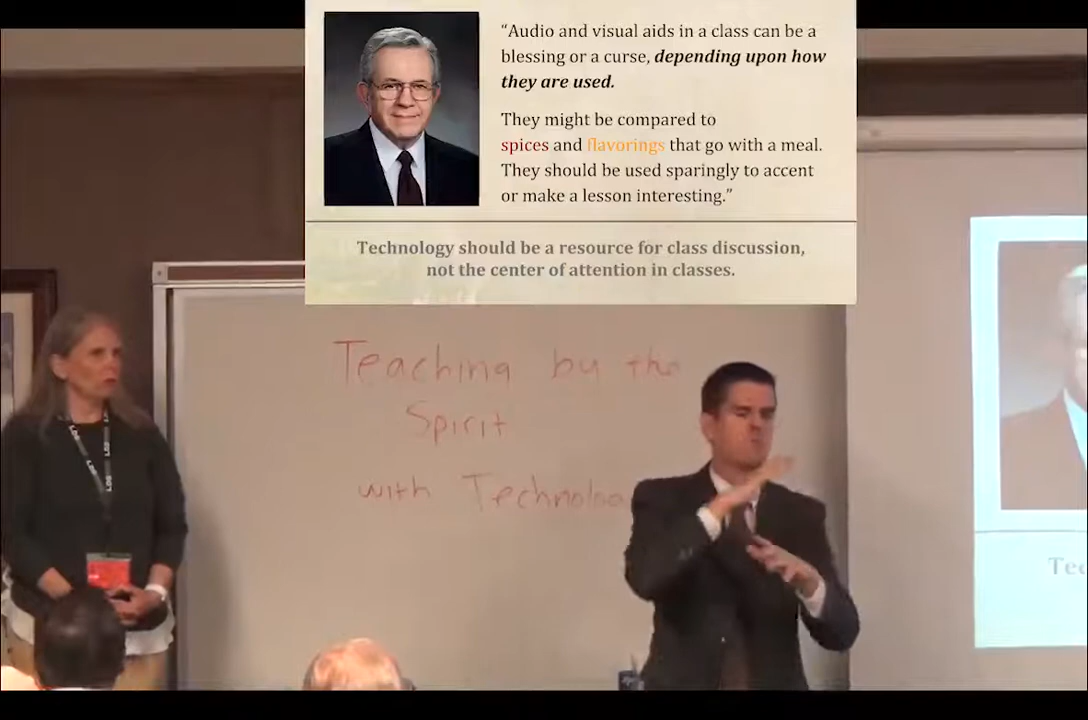 “Audio and visual aids in a class can be a
blessing or a curse, depending upon how
they are used.
They might be compared to
spices and flavorings that go with a meal.
They should be used sparingly to accent
or make a lesson interesting.”
Technology should be a resource for class discussion,
not the center of attention in classes.
Teaching by the
Spirit
with Technolo
Tec